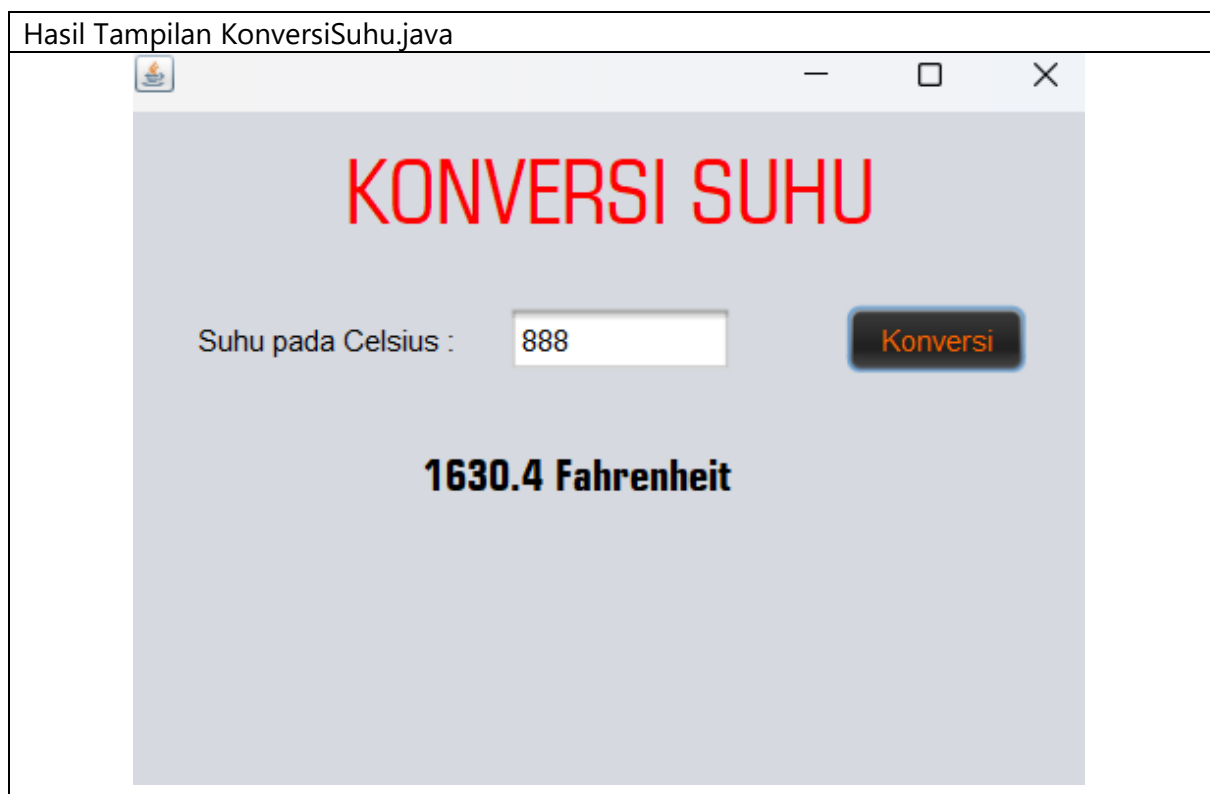 Hasil Tampilan KonversiSuhu.java
KONVERSI SUHU
Suhu pada Celsius : 888 Konversi
1630.4 Fahrenheit